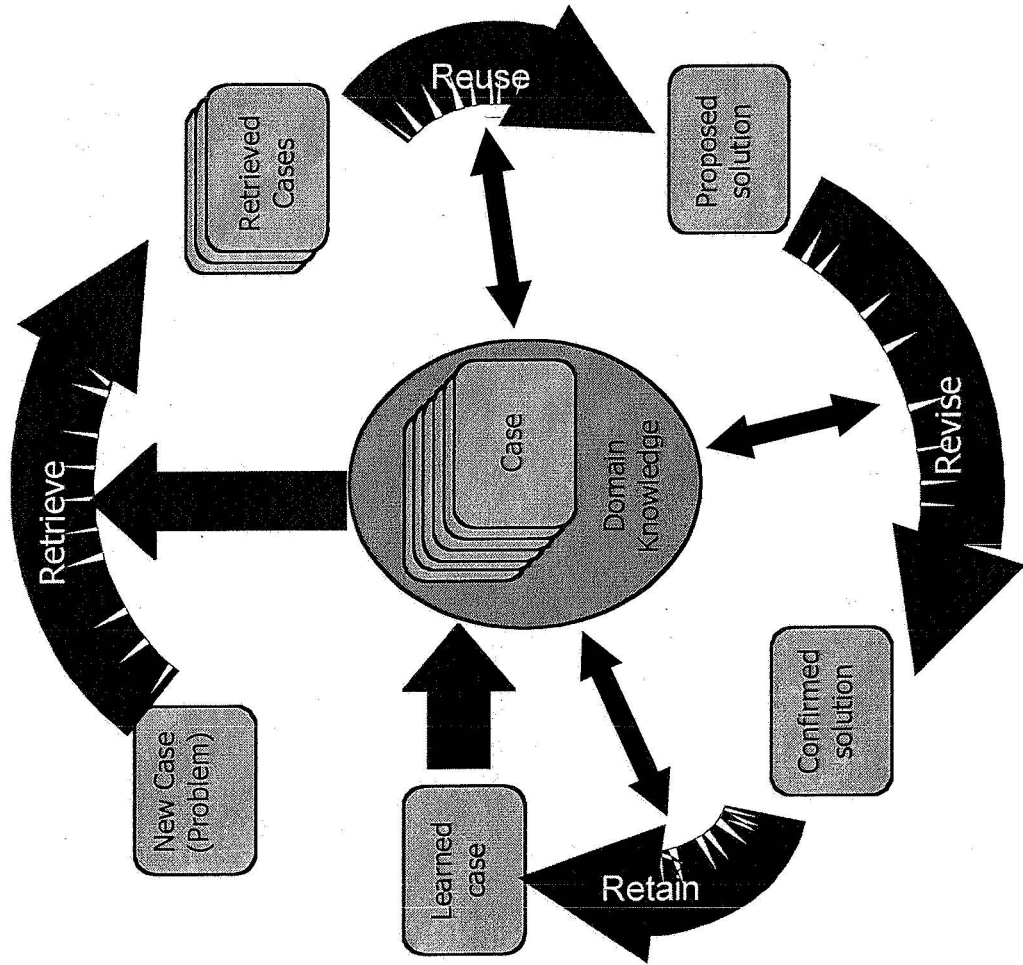 New Case
(Problem)
Retrieve
Retrieved
Cases
Reuse
Proposed
solution
Revise
Confirmed
solution
Retain
Learned
case
Case
Domain
Knowledge